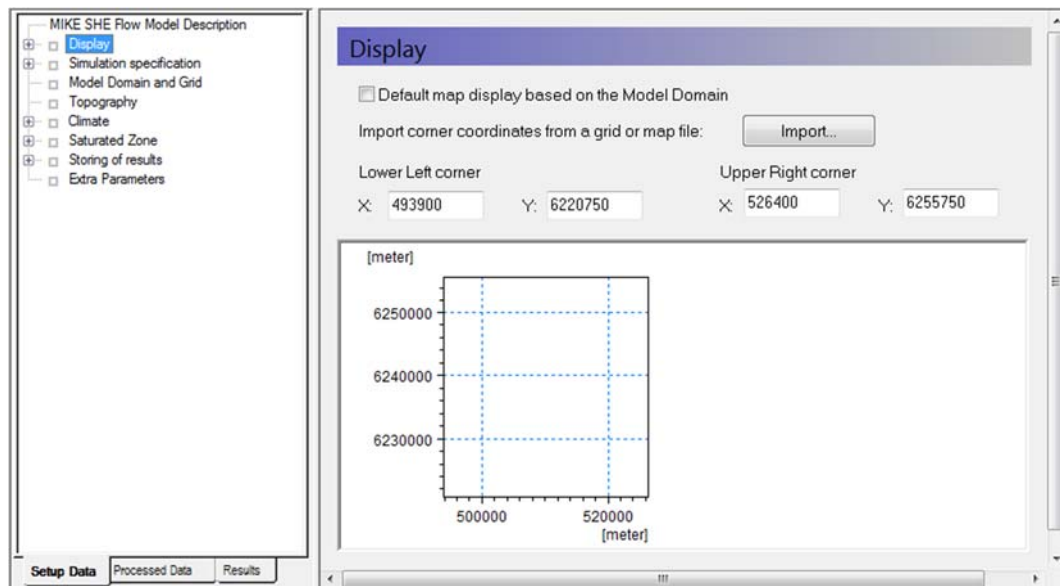 MIKE SHE Flow Model Description
Display
Simulation specification
Model Domain and Grid
Topography
Climate
Saturated Zone
Storing of results
Extra Parameters
Setup Data Processed Data Results
Display
Default map display based on the Model Domain
Import corner coordinates from a grid or map file: Import...
Lower Left corner Upper Right corner
X: 493900 Y: 6220750 X: 526400 Y: 6255750
[meter]
6250000
6240000
6230000
500000 520000
[meter]